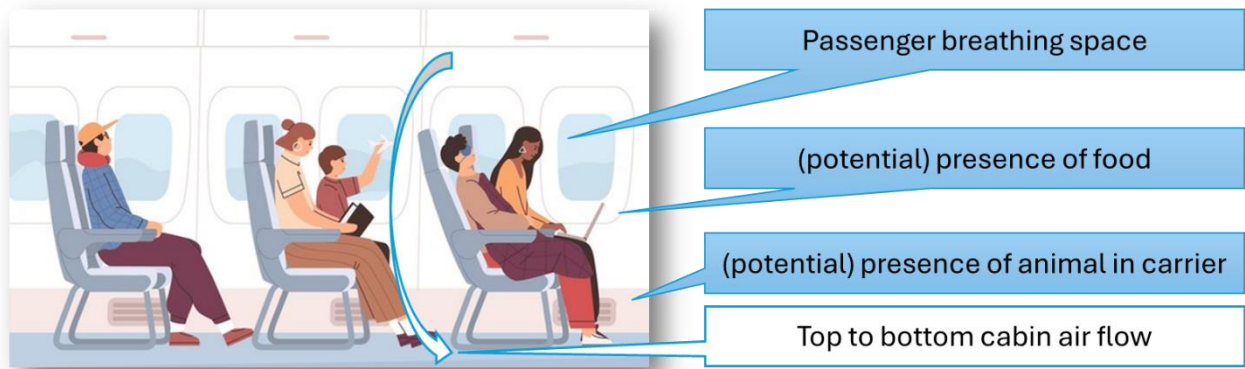 Passenger breathing space
(potential) presence of food
(potential) presence of animal in carrier
Top to bottom cabin air flow